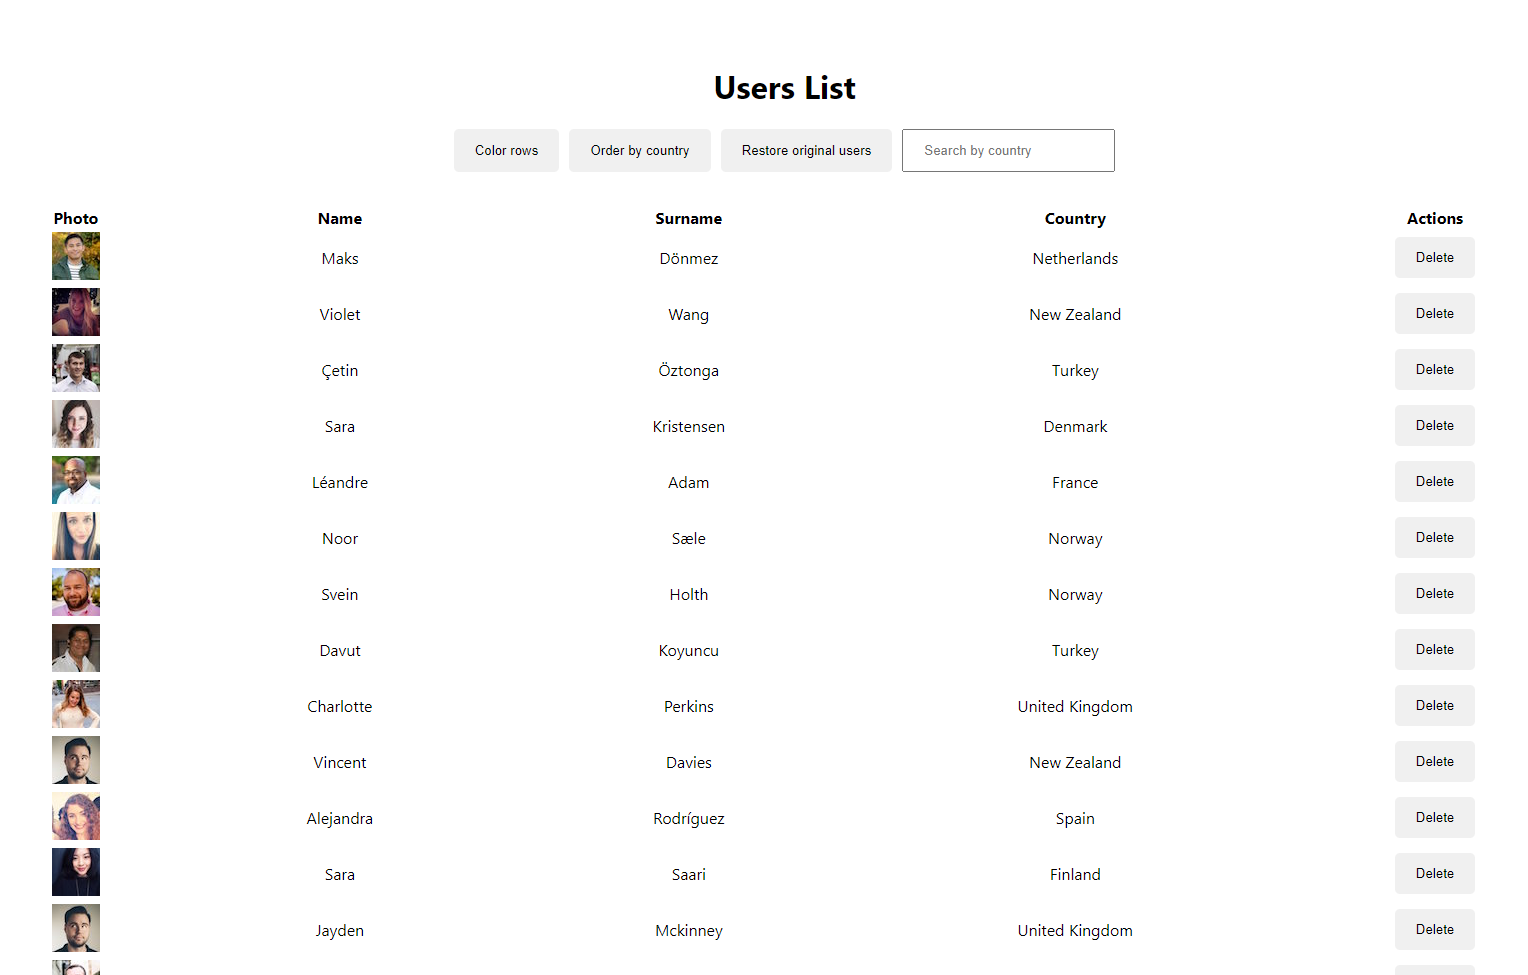 Users List
Color rows Order by country Restore original users Search by country
Photo Name Surname Country Actions
Maks Dönmez Netherlands Delete
Violet Wang New Zealand Delete
Çetin Öztonga Turkey Delete
Sara Kristensen Denmark Delete
Léandre Adam France Delete
Noor Sæle Norway Delete
Svein Holth Norway Delete
Davut Koyuncu Turkey Delete
Charlotte Perkins United Kingdom Delete
Vincent Davies New Zealand Delete
Alejandra Rodríguez Spain Delete
Sara Saari Finland Delete
Jayden Mckinney United Kingdom Delete